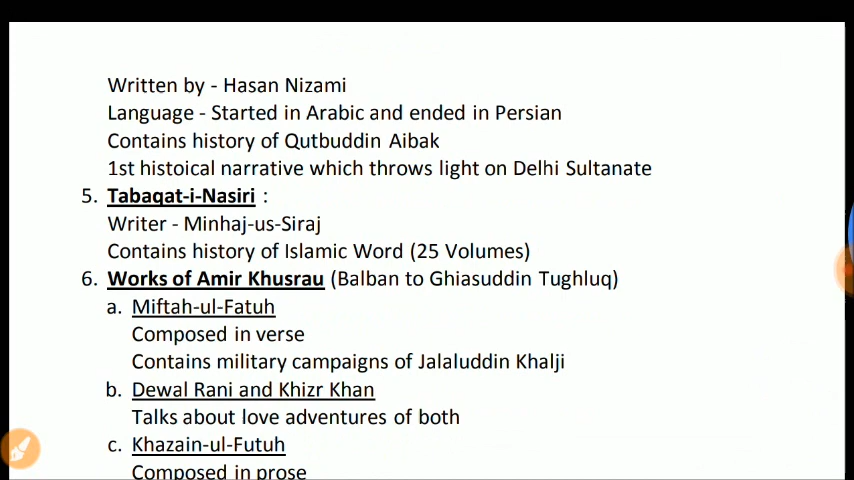 Written by - Hasan Nizami
Language - Started in Arabic and ended in Persian
Contains history of Qutbuddin Aibak
1st histoical narrative which throws light on Delhi Sultanate
5. Tabaqat-i-Nasiri :
Writer - Minhaj-us-Siraj
Contains history of Islamic Word (25 Volumes)
6. Works of Amir Khusrau (Balban to Ghiasuddin Tughluq)
a. Miftah-ul-Fatuh
Composed in verse
Contains military campaigns of Jalaluddin Khalji
b. Dewal Rani and Khizr Khan
Talks about love adventures of both
c. Khazain-ul-Futuh
Composed in prose